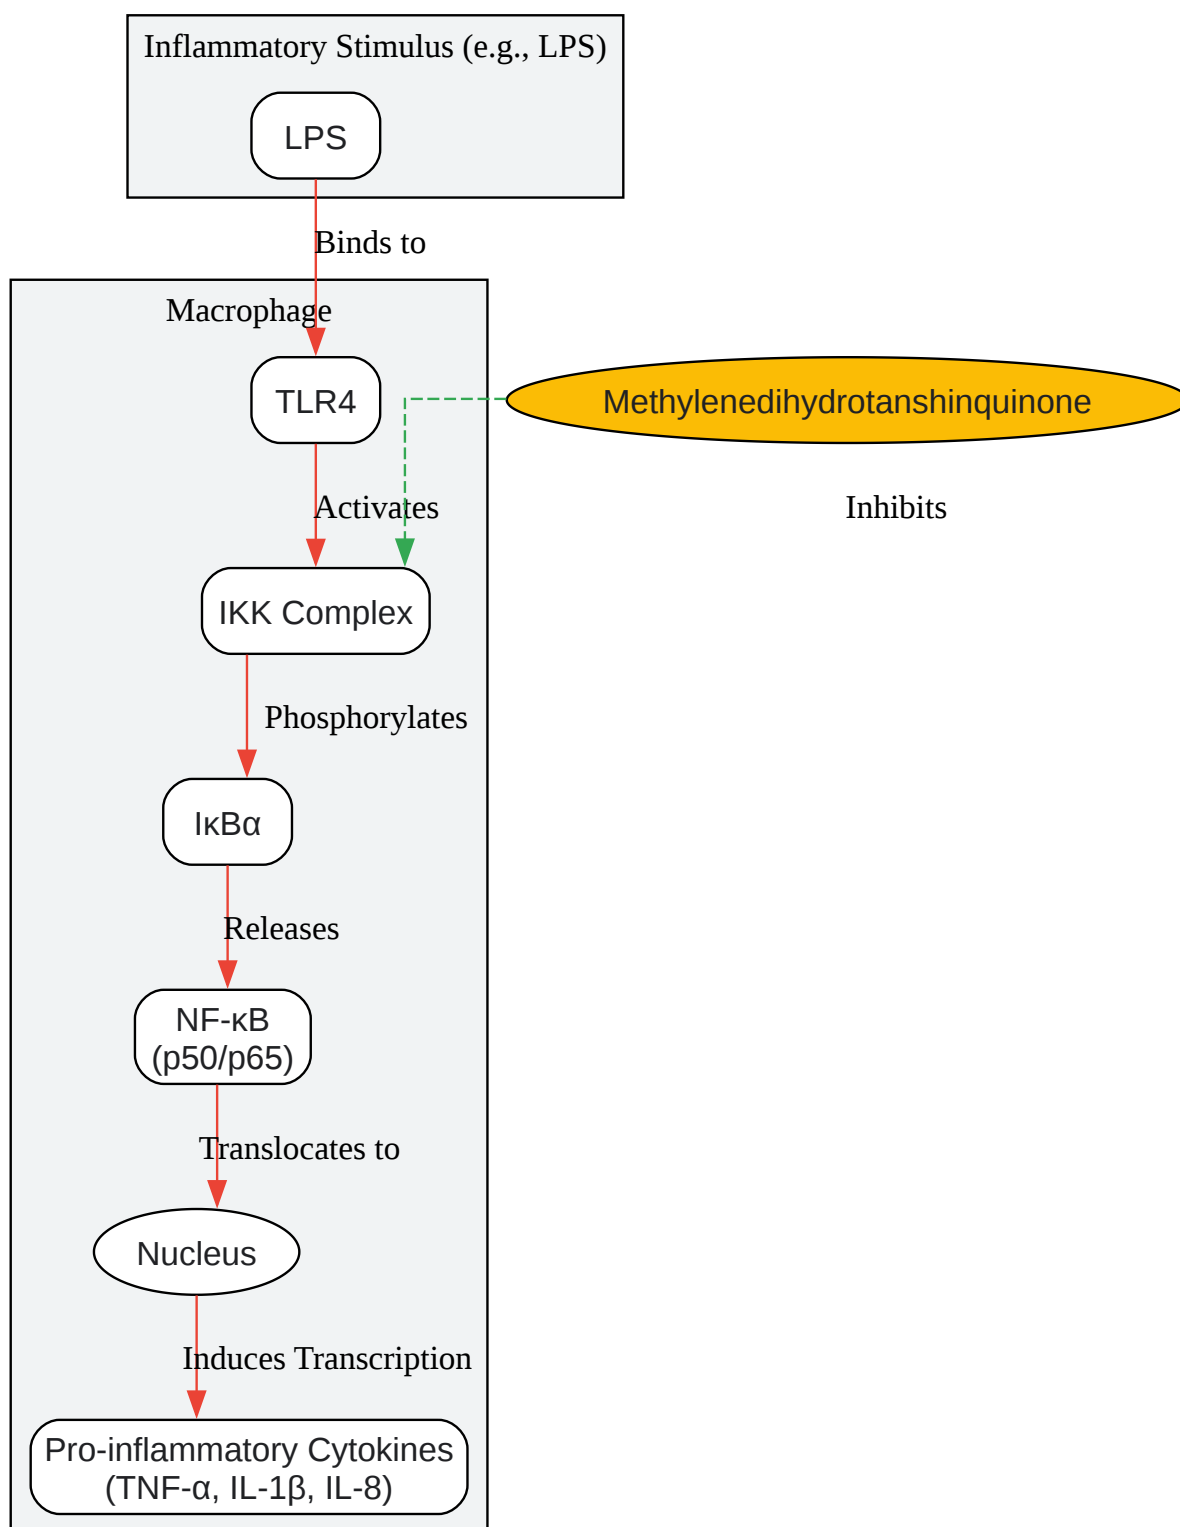 Inflammatory Stimulus (e.g., LPS)
LPS
Binds to
Macrophage
TLR4
Methylenedihydrotanshinquinone
Activates
Inhibits
IKK Complex
Phosphorylates
IκBα
Releases
NF-κB
(p50/p65)
Translocates to
Nucleus
Induces Transcription
Pro-inflammatory Cytokines
(TNF-α, IL-1β, IL-8)